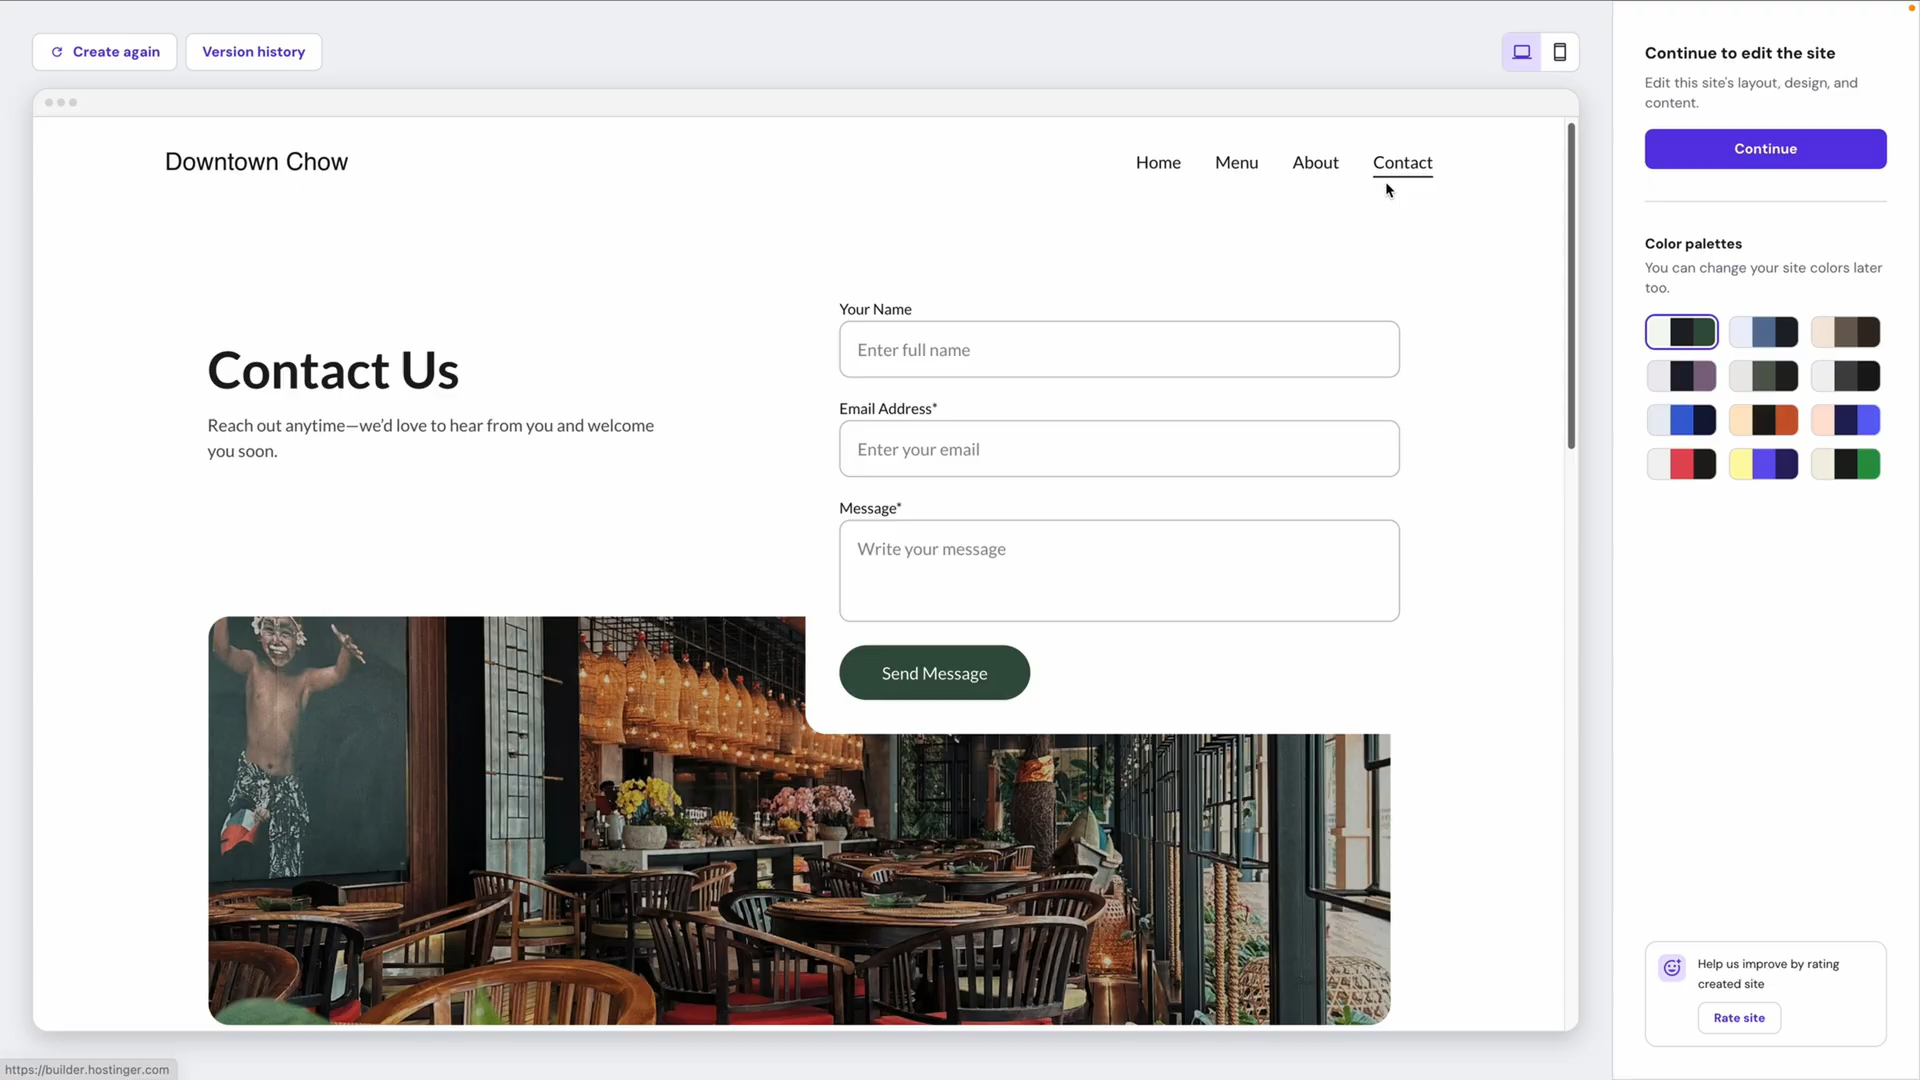 Create again
Version history
Continue to edit the site
Edit this site's layout, design, and
content.
Continue
Downtown Chow
Home
Menu
About
Contact
Color palettes
You can change your site colors later
too.
Contact Us
Reach out anytime—we'd love to hear from you and welcome
you soon.
Your Name
Enter full name
Email Address*
Enter your email
Message*
Write your message
Send Message
Help us improve by rating
created site
Rate site
https://builder.hostinger.com